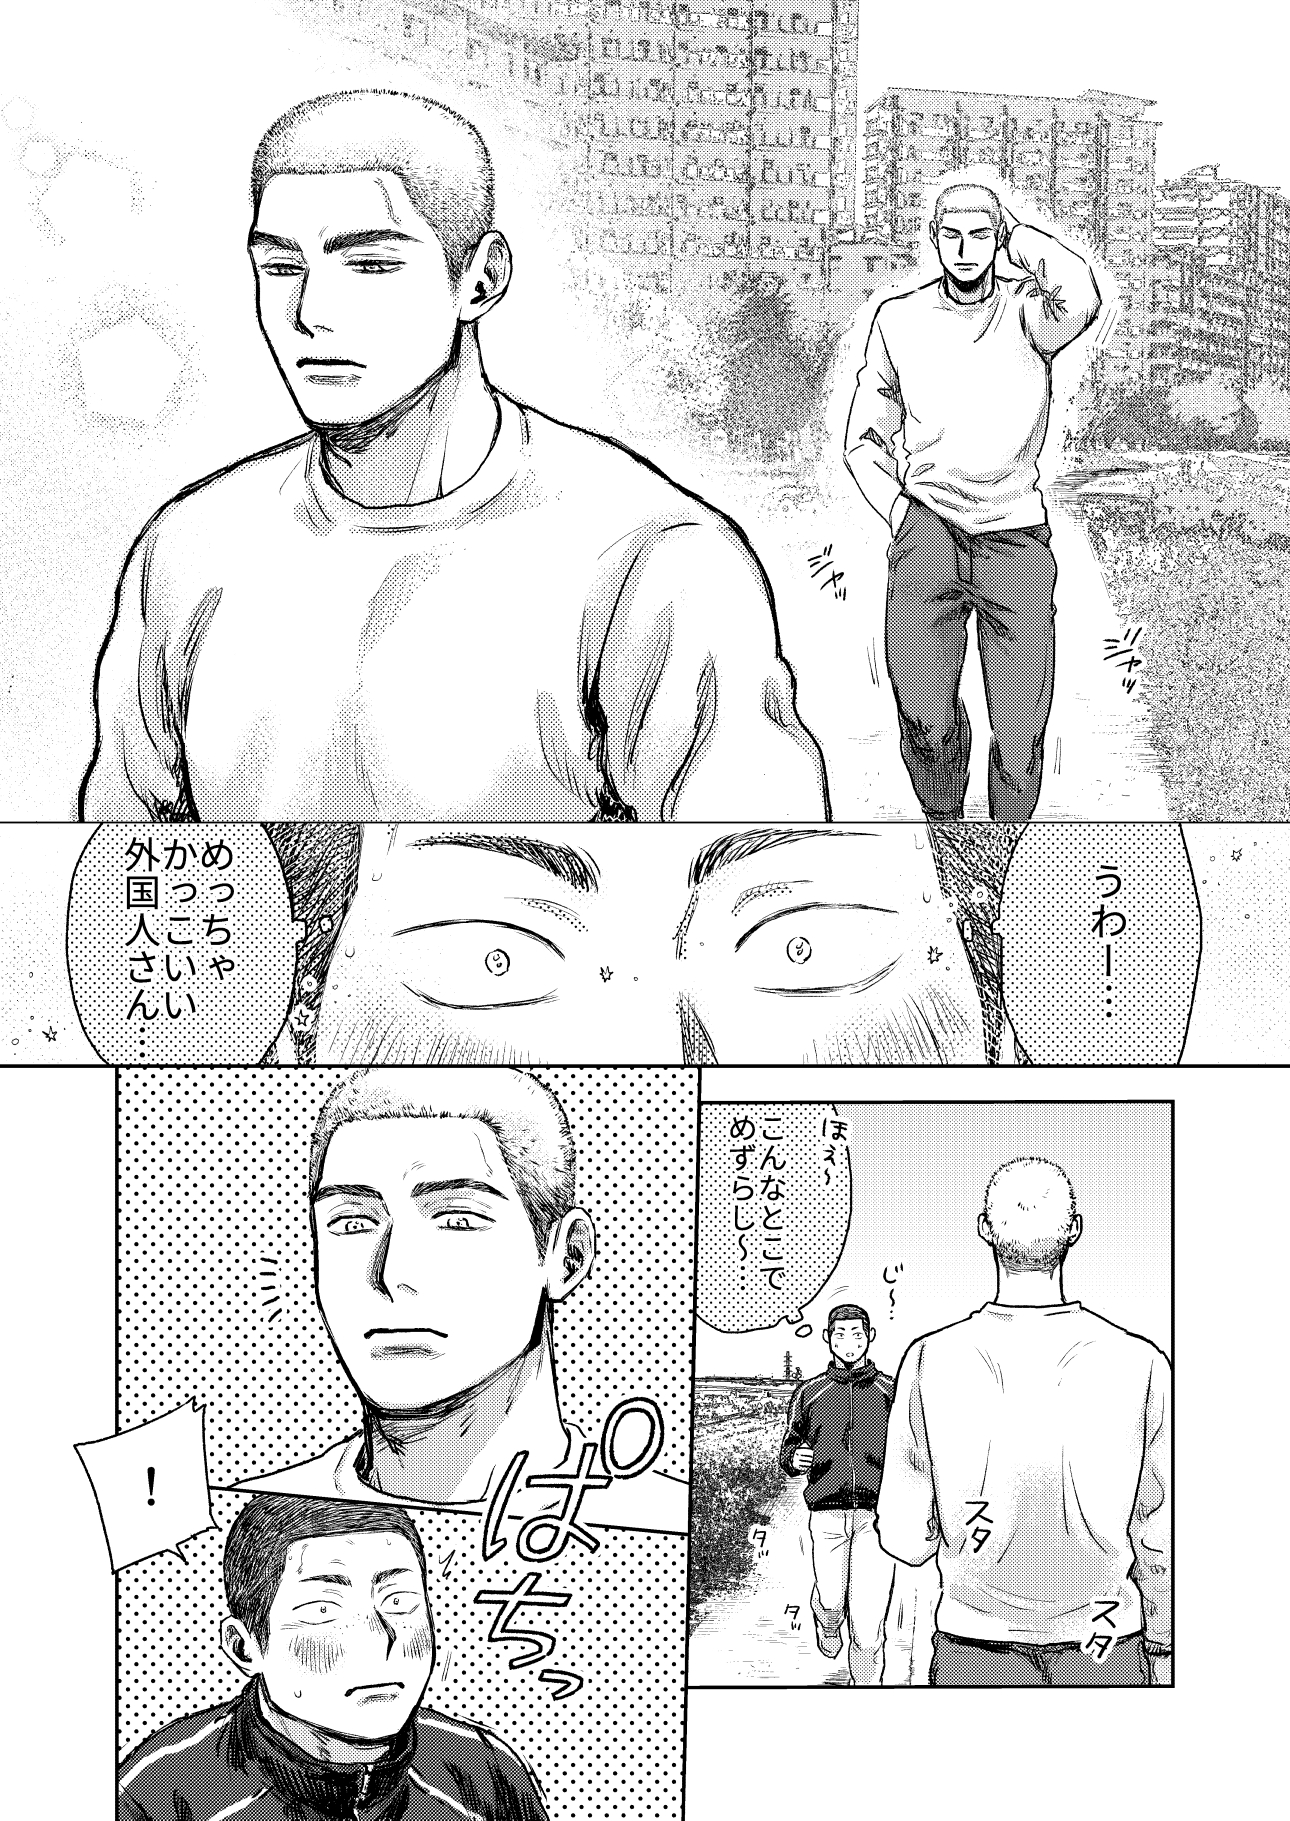 ジャッ
ジャッ
うわー…
めっちゃ
かっこいい
外国人さん…
ほぇ〜
こんなとこで
めずらし〜
じ〜
スタ
スタ
タッ
タッ
ぱちっ
！